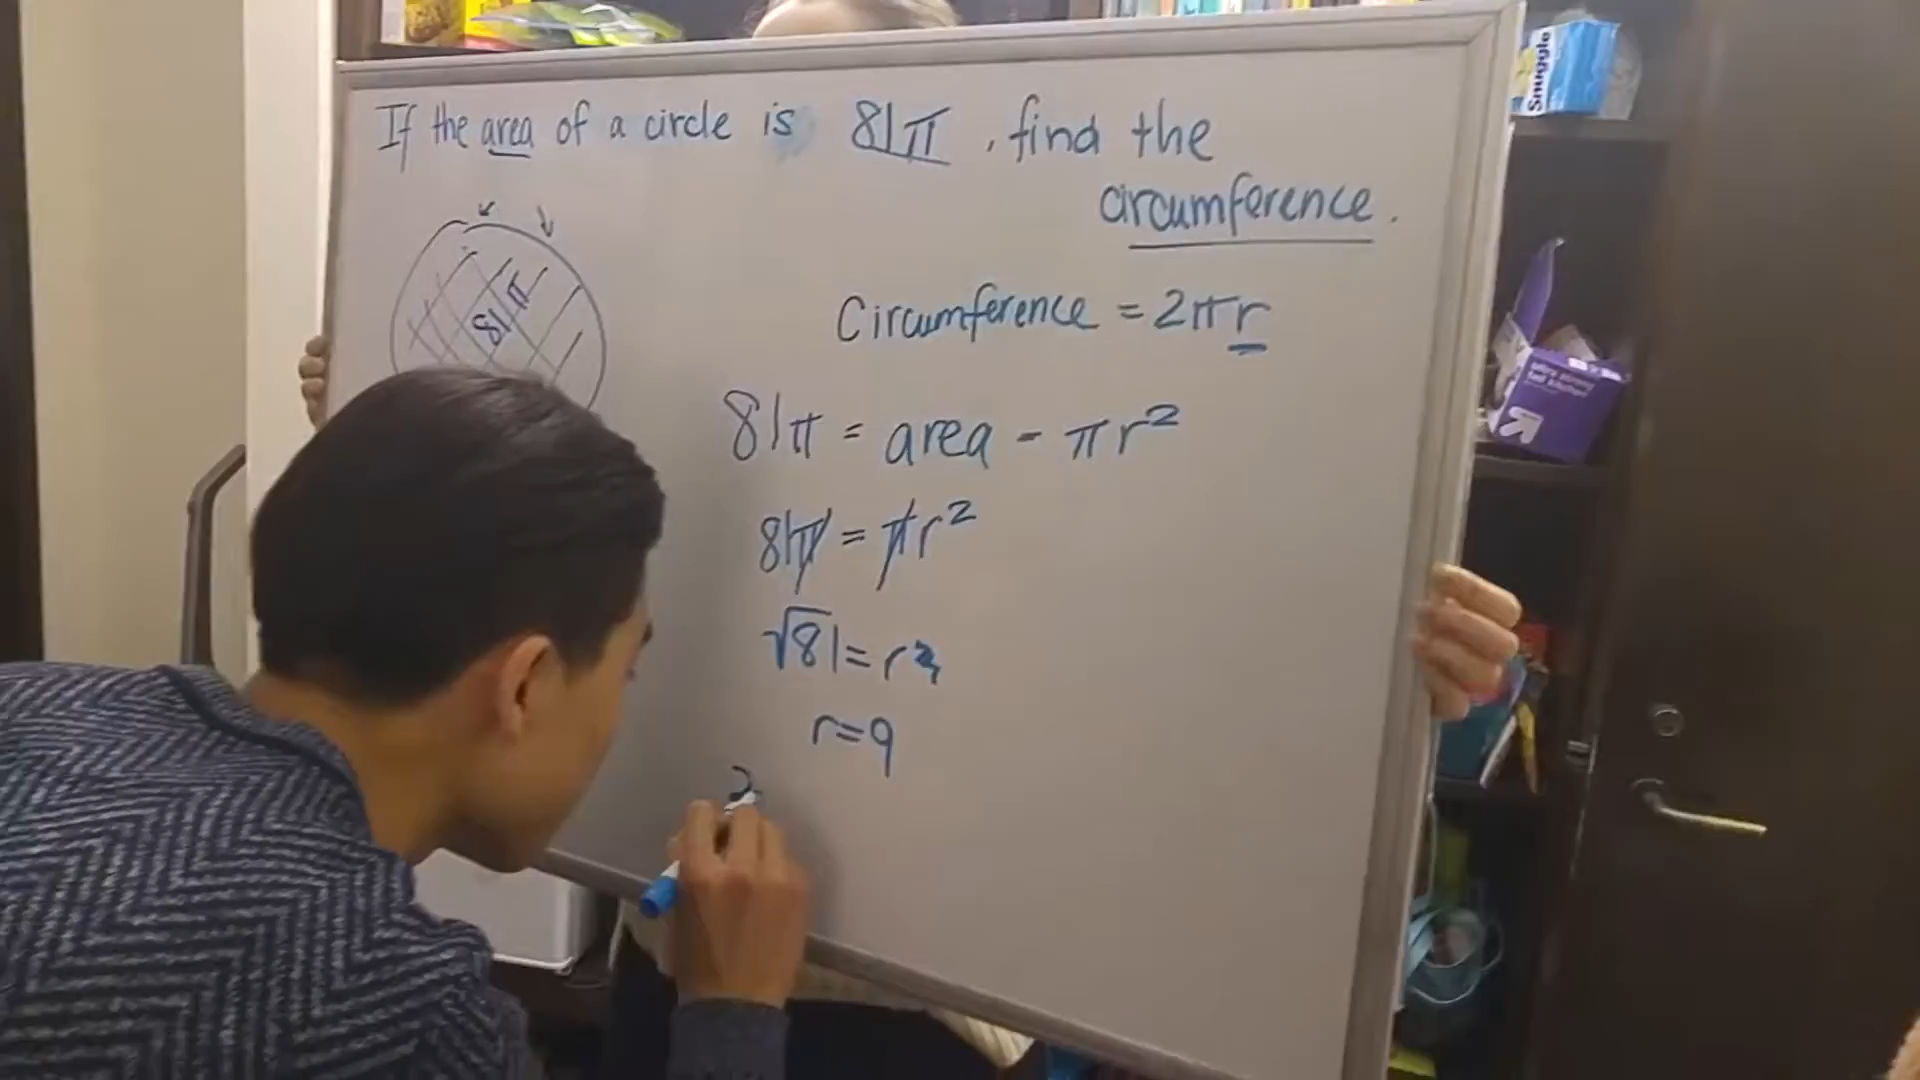 If the area of a circle is 81π, find the
circumference.
81π
Circumference = 2πr
81π = area - πr²
81π = πr²
√81 = r²
r=9
2
Snuggle